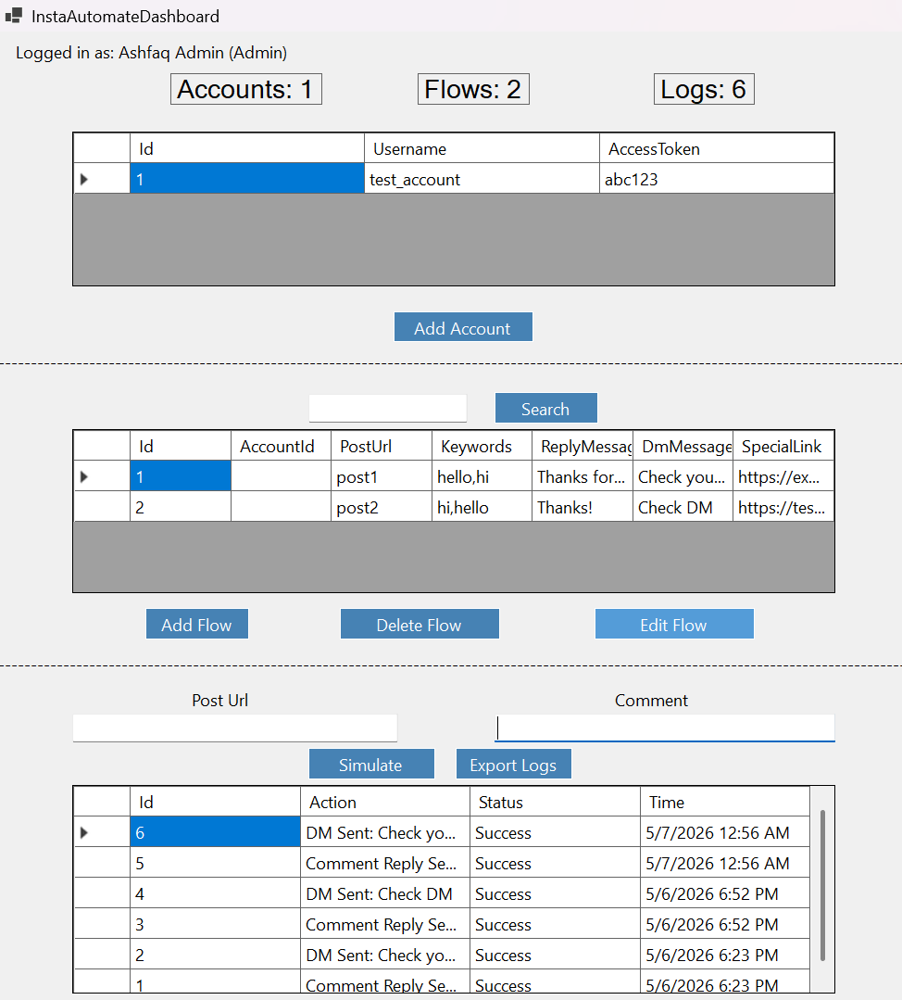 InstaAutomateDashboard
Logged in as: Ashfaq Admin (Admin)
Accounts: 1 Flows: 2 Logs: 6
Id Username AccessToken
1 test_account abc123
Add Account
Search
Id AccountId PostUrl Keywords ReplyMessag DmMessage SpecialLink
1 post1 hello,hi Thanks for... Check you... https://ex...
2 post2 hi,hello Thanks! Check DM https://tes...
Add Flow Delete Flow Edit Flow
Post Url Comment
Simulate Export Logs
Id Action Status Time
6 DM Sent: Check yo... Success 5/7/2026 12:56 AM
5 Comment Reply Se... Success 5/7/2026 12:56 AM
4 DM Sent: Check DM Success 5/6/2026 6:52 PM
3 Comment Reply Se... Success 5/6/2026 6:52 PM
2 DM Sent: Check yo... Success 5/6/2026 6:23 PM
1 Comment Reply Se... Success 5/6/2026 6:23 PM